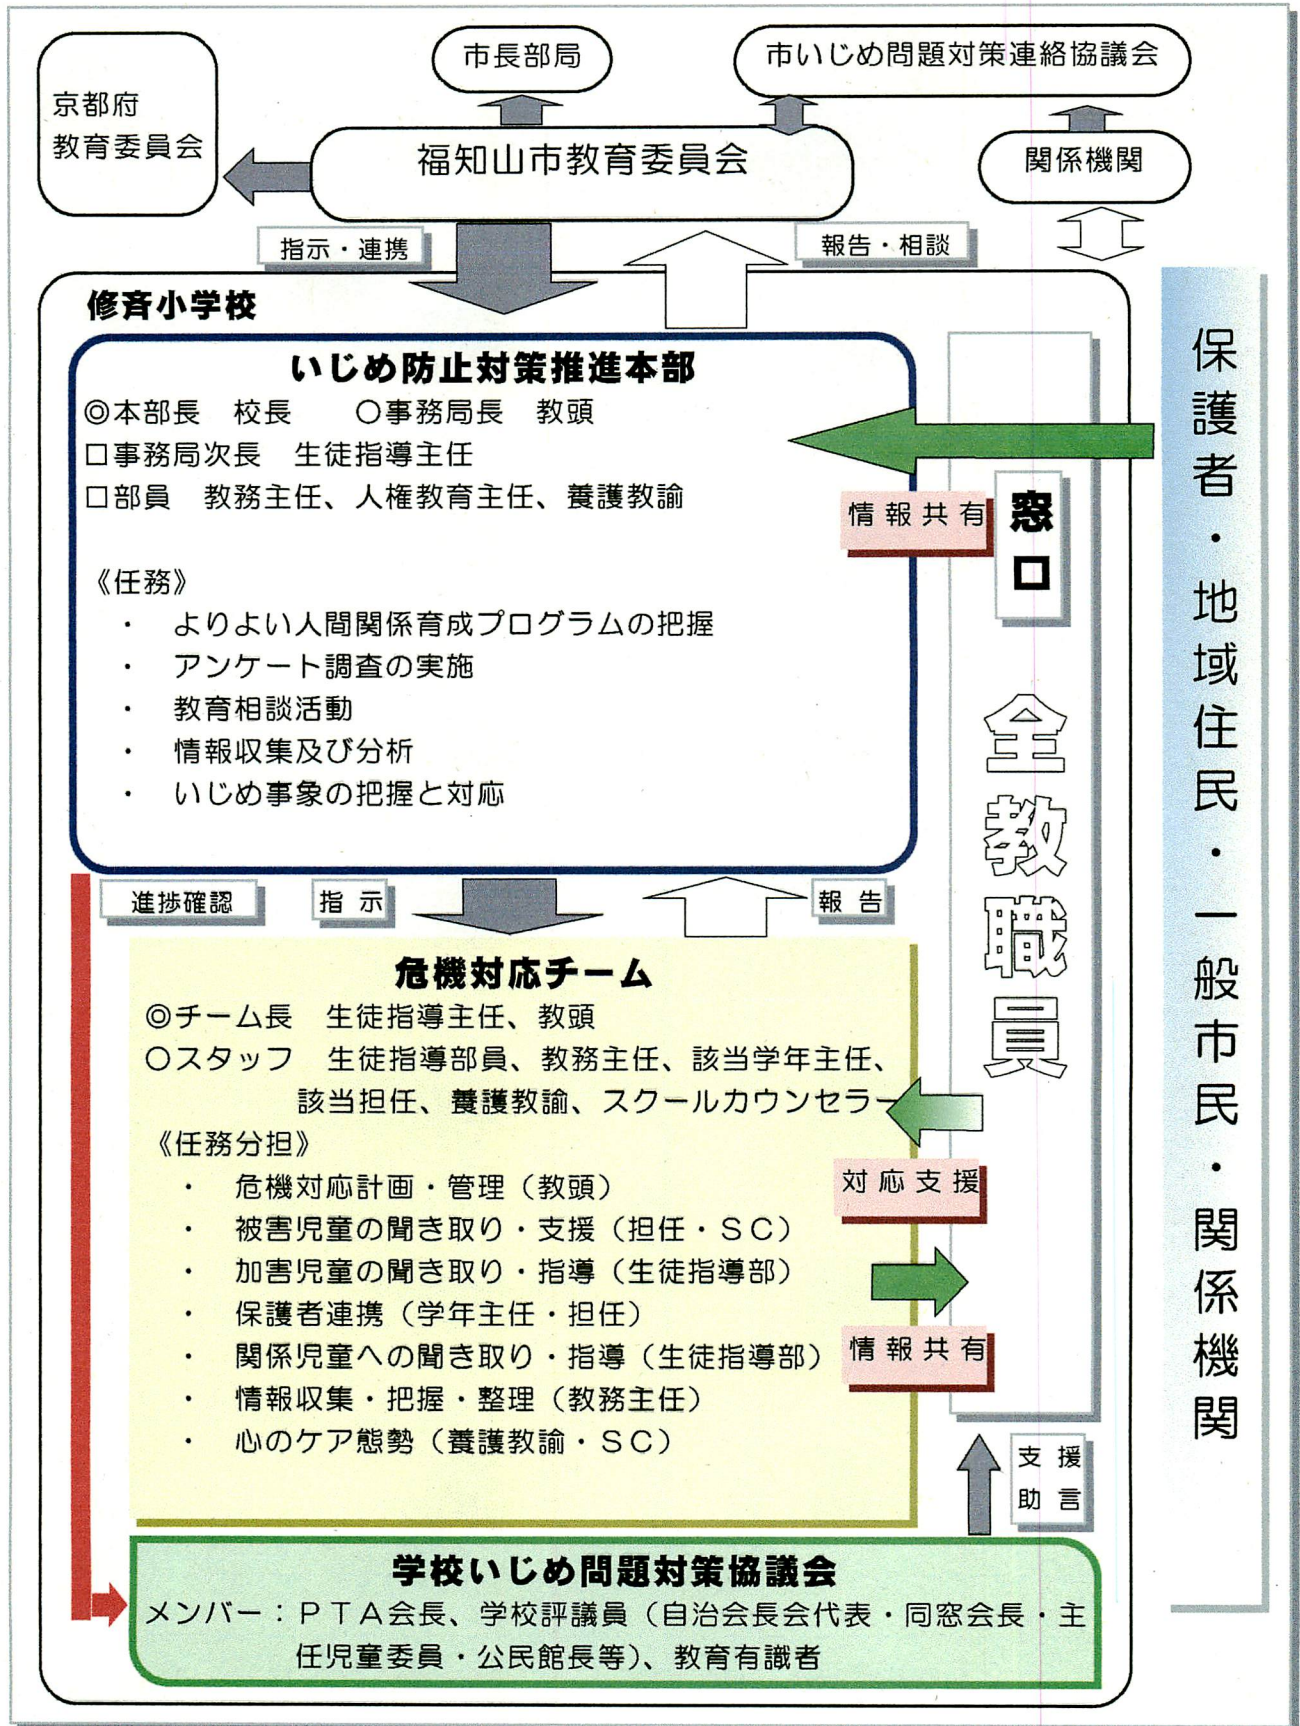 京都府
教育委員会
市長部局
市いじめ問題対策連絡協議会
福知山市教育委員会
関係機関
指示・連携
報告・相談
修斉小学校
いじめ防止対策推進本部
◎本部長　校長　　○事務局長　教頭
□事務局次長　生徒指導主任
□部員　教務主任、人権教育主任、養護教諭
《任務》
・　よりよい人間関係育成プログラムの把握
・　アンケート調査の実施
・　教育相談活動
・　情報収集及び分析
・　いじめ事象の把握と対応
情報共有
窓口
全教職員
保護者・地域住民・一般市民・関係機関
進捗確認
指示
報告
危機対応チーム
◎チーム長　生徒指導主任、教頭
○スタッフ　生徒指導部員、教務主任、該当学年主任、
該当担任、養護教諭、スクールカウンセラー
《任務分担》
・　危機対応計画・管理（教頭）
・　被害児童の聞き取り・支援（担任・ＳＣ）
・　加害児童の聞き取り・指導（生徒指導部）
・　保護者連携（学年主任・担任）
・　関係児童への聞き取り・指導（生徒指導部）
・　情報収集・把握・整理（教務主任）
・　心のケア態勢（養護教諭・ＳＣ）
対応支援
情報共有
支援
助言
学校いじめ問題対策協議会
メンバー：ＰＴＡ会長、学校評議員（自治会長会代表・同窓会長・主
任児童委員・公民館長等）、教育有識者